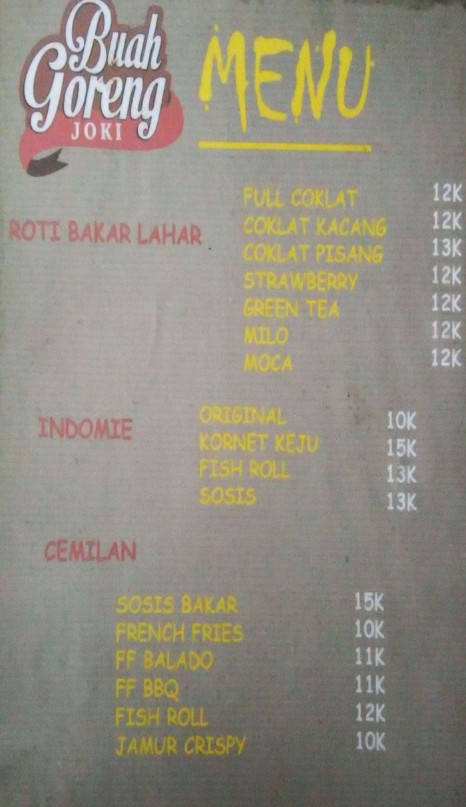 Buah
Goreng
JOKI
MENU
ROTI BAKAR LAHAR
FULL COKLAT 12K
COKLAT KACANG 12K
COKLAT PISANG 13K
STRAWBERRY 12K
GREEN TEA 12K
MILO 12K
MOCA 12K
INDOMIE
ORIGINAL 10K
KORNET KEJU 15K
FISH ROLL 13K
SOSIS 13K
CEMILAN
SOSIS BAKAR 15K
FRENCH FRIES 10K
FF BALADO 11K
FF BBQ 11K
FISH ROLL 12K
JAMUR CRISPY 10K